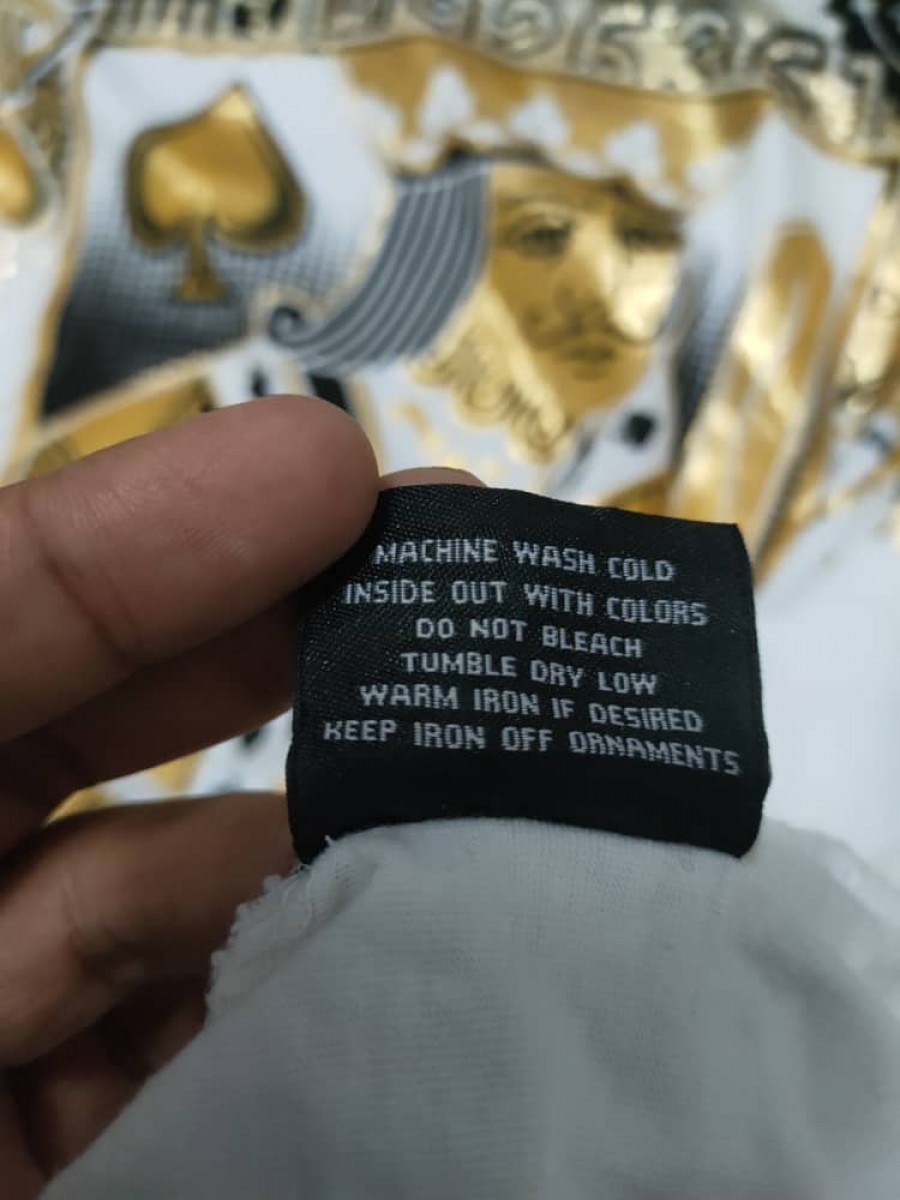 MACHINE WASH COLD
INSIDE OUT WITH COLORS
DO NOT BLEACH
TUMBLE DRY LOW
WARM IRON IF DESIRED
KEEP IRON OFF ORNAMENTS